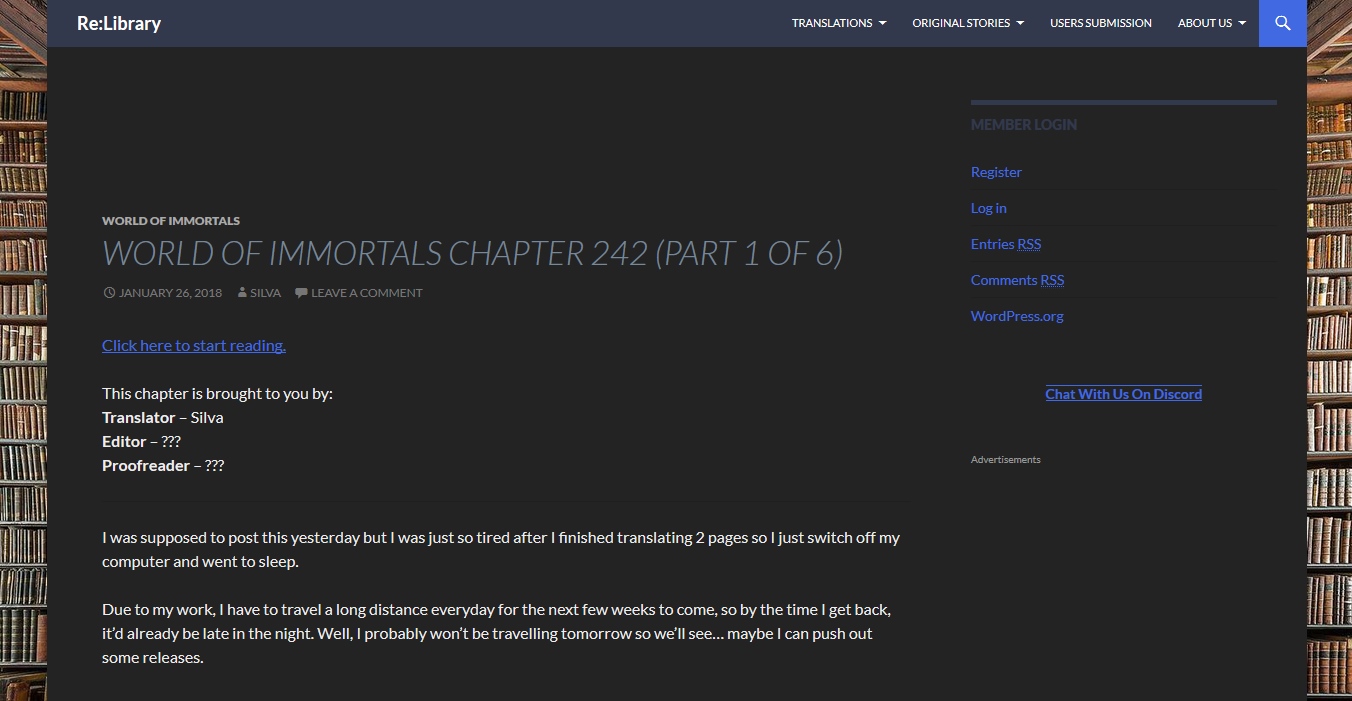 Re:Library
TRANSLATIONS
ORIGINAL STORIES
USERS SUBMISSION
ABOUT US
WORLD OF IMMORTALS
WORLD OF IMMORTALS CHAPTER 242 (PART 1 OF 6)
JANUARY 26, 2018 SILVA LEAVE A COMMENT
Click here to start reading.
This chapter is brought to you by:
Translator – Silva
Editor – ???
Proofreader – ???
I was supposed to post this yesterday but I was just so tired after I finished translating 2 pages so I just switch off my
computer and went to sleep.
Due to my work, I have to travel a long distance everyday for the next few weeks to come, so by the time I get back,
it’d already be late in the night. Well, I probably won’t be travelling tomorrow so we’ll see… maybe I can push out
some releases.
MEMBER LOGIN
Register
Log in
Entries RSS
Comments RSS
WordPress.org
Chat With Us On Discord
Advertisements